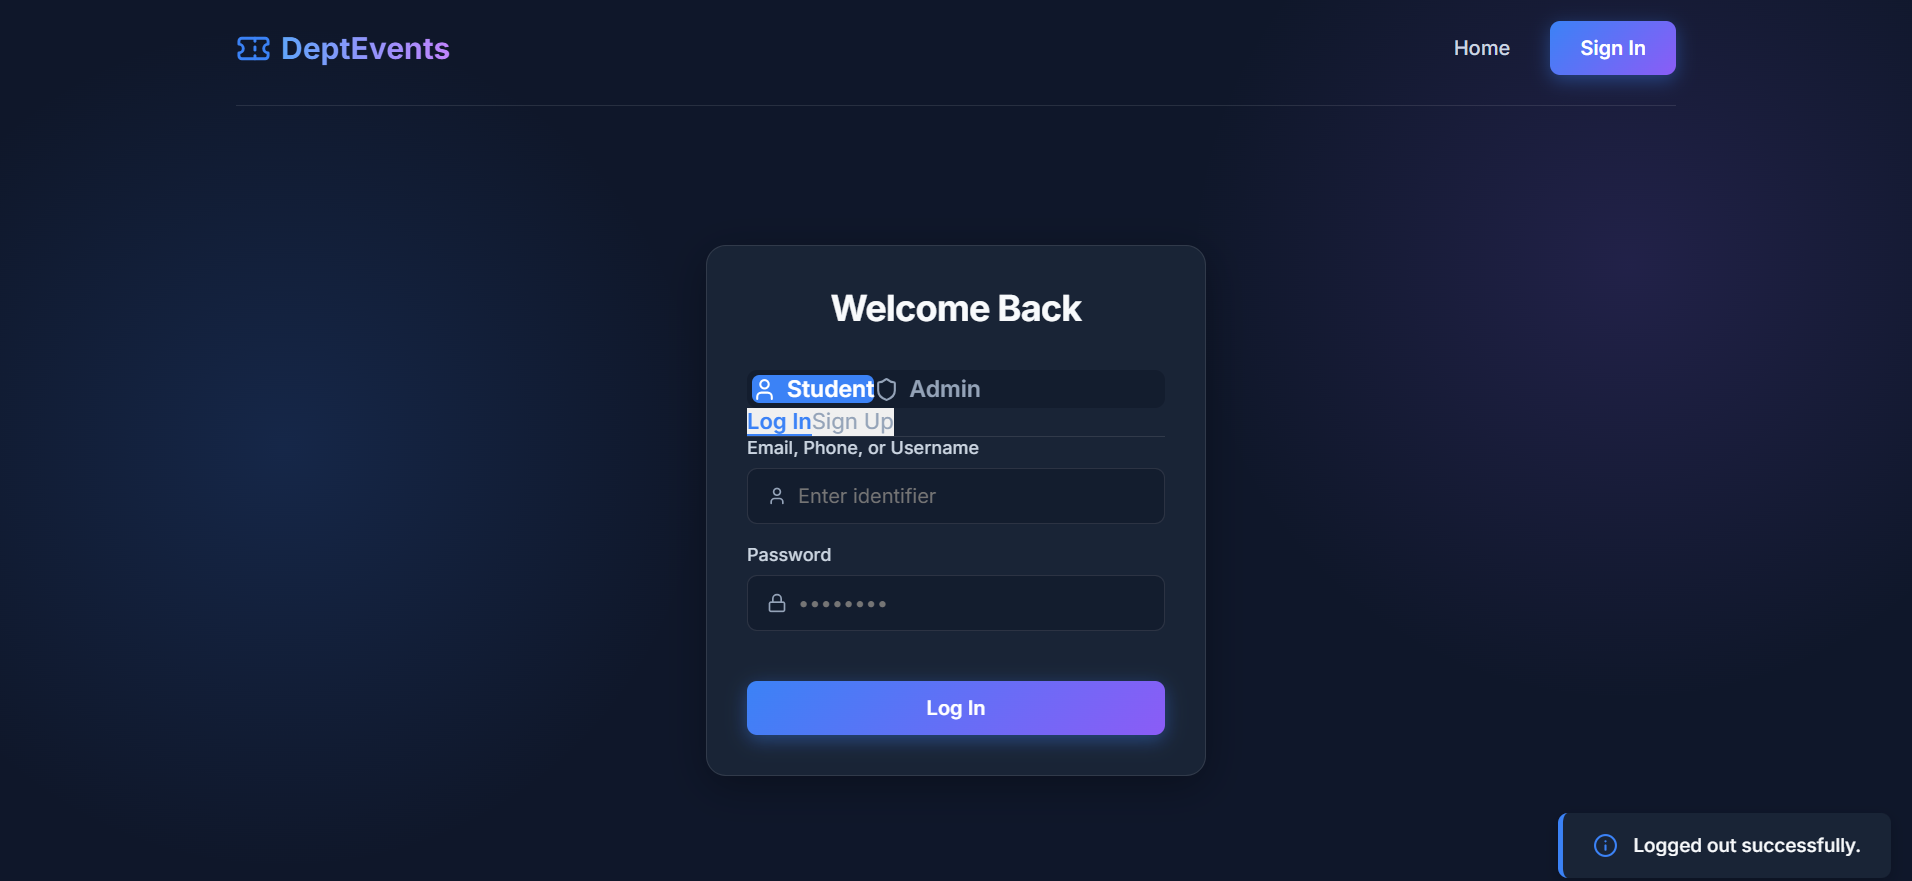 DeptEvents
Home
Sign In
Welcome Back
Student Admin
Log In Sign Up
Email, Phone, or Username
Enter identifier
Password
••••••••
Log In
Logged out successfully.